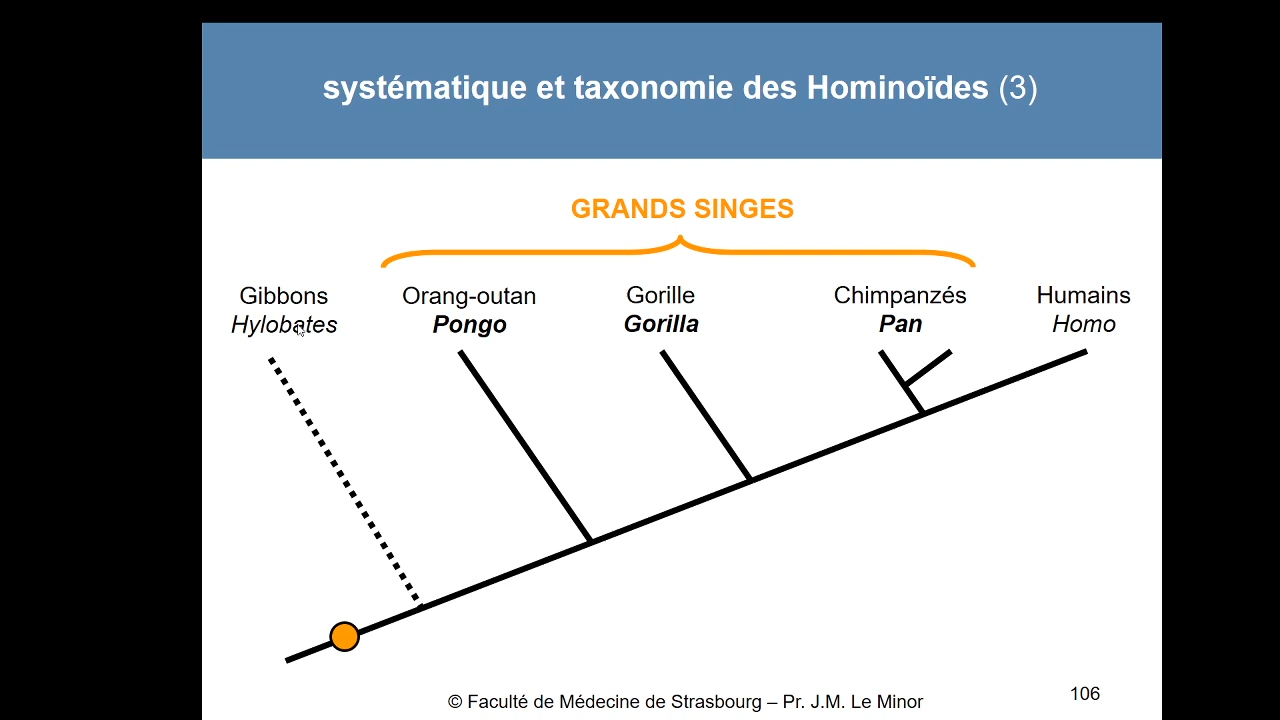 systématique et taxonomie des Hominoïdes (3)
GRANDS SINGES
Gibbons
Hylobates
Orang-outan
Pongo
Gorille
Gorilla
Chimpanzés
Pan
Humains
Homo
© Faculté de Médecine de Strasbourg – Pr. J.M. Le Minor
106